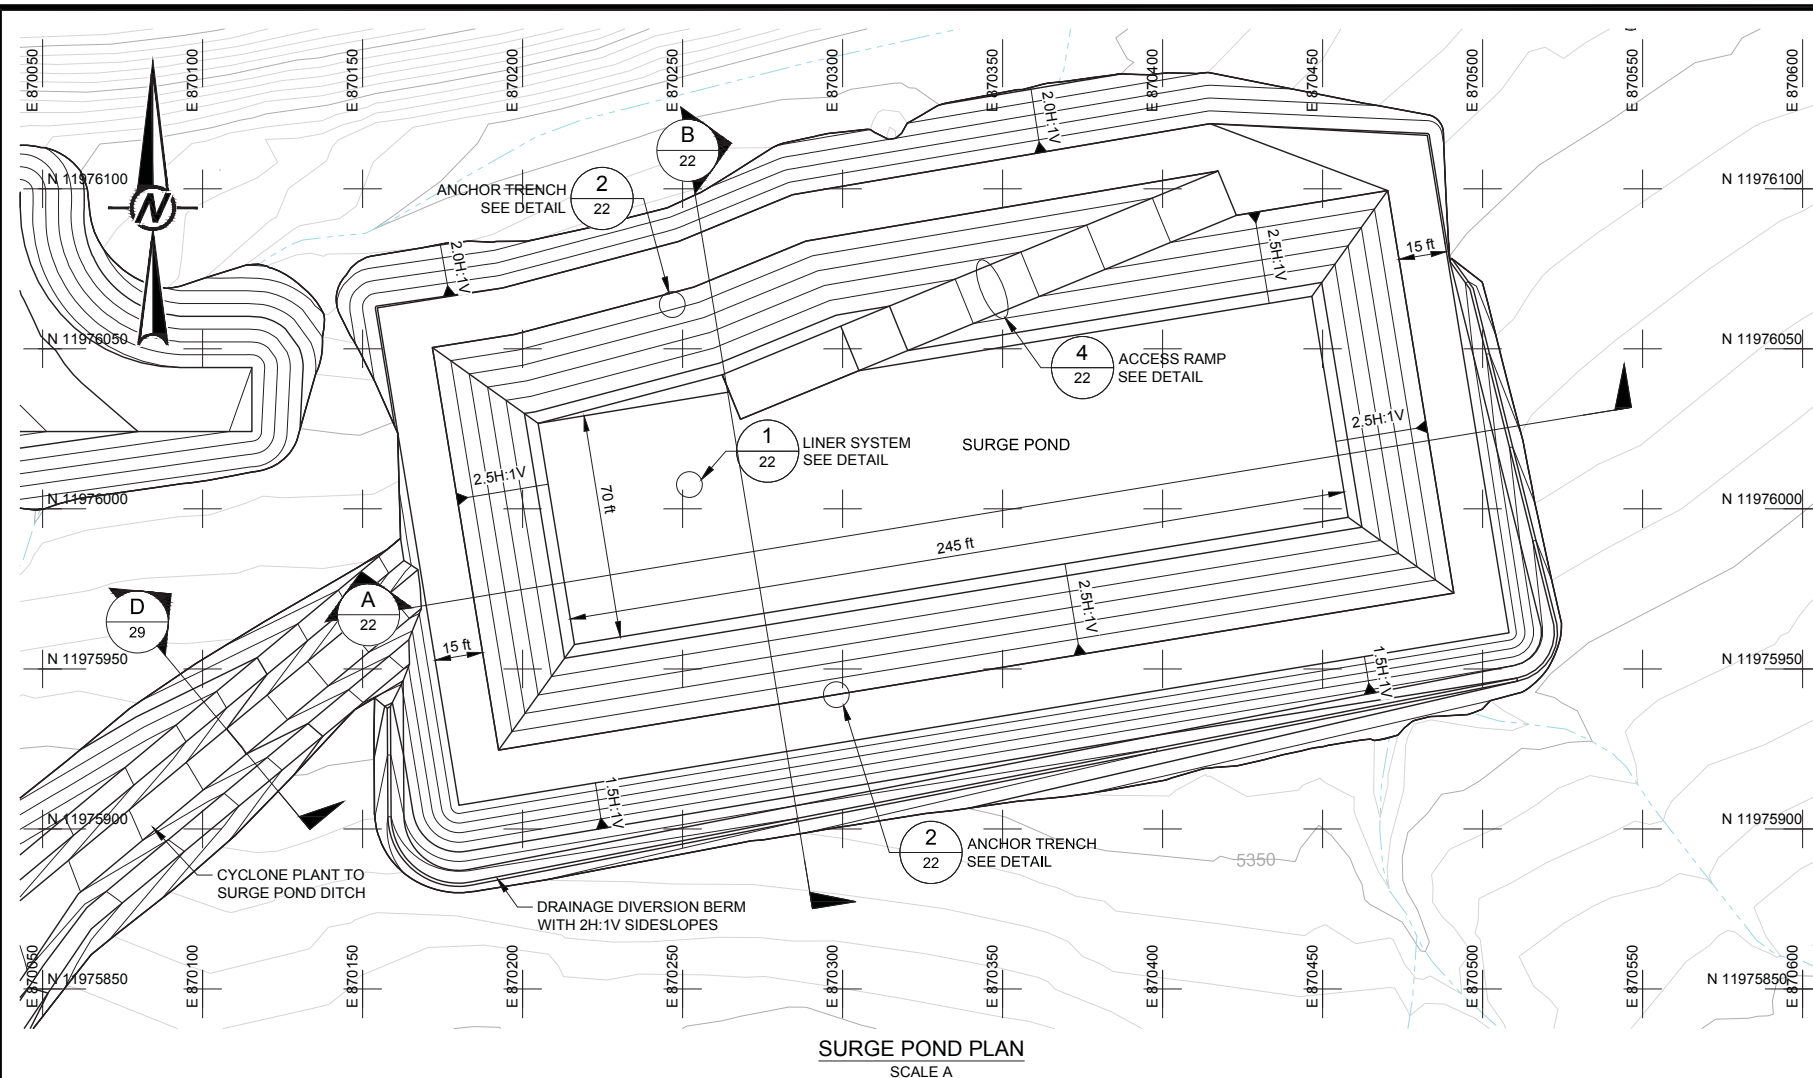 E 870050
E 870100
E 870150
E 870200
E 870250
E 870300
E 870350
E 870400
E 870450
E 870500
E 870550
E 870600
N 11976100
N 11976100
N
B
22
ANCHOR TRENCH
SEE DETAIL
2
22
2.0H:1V
2.0H:1V
2.5H:1V
15 ft
N 11976050
N 11976050
4
22
ACCESS RAMP
SEE DETAIL
1
22
LINER SYSTEM
SEE DETAIL
SURGE POND
2.5H:1V
2.5H:1V
70 ft
N 11976000
N 11976000
245 ft
D
29
A
22
2.5H:1V
15 ft
N 11975950
N 11975950
1.5H:1V
1.5H:1V
N 11975900
N 11975900
2
22
ANCHOR TRENCH
SEE DETAIL
5350
CYCLONE PLANT TO
SURGE POND DITCH
DRAINAGE DIVERSION BERM
WITH 2H:1V SIDESLOPES
N 11975850
N 11975850
E 870050
E 870100
E 870150
E 870200
E 870250
E 870300
E 870350
E 870400
E 870450
E 870500
E 870550
E 870600
SURGE POND PLAN
SCALE A